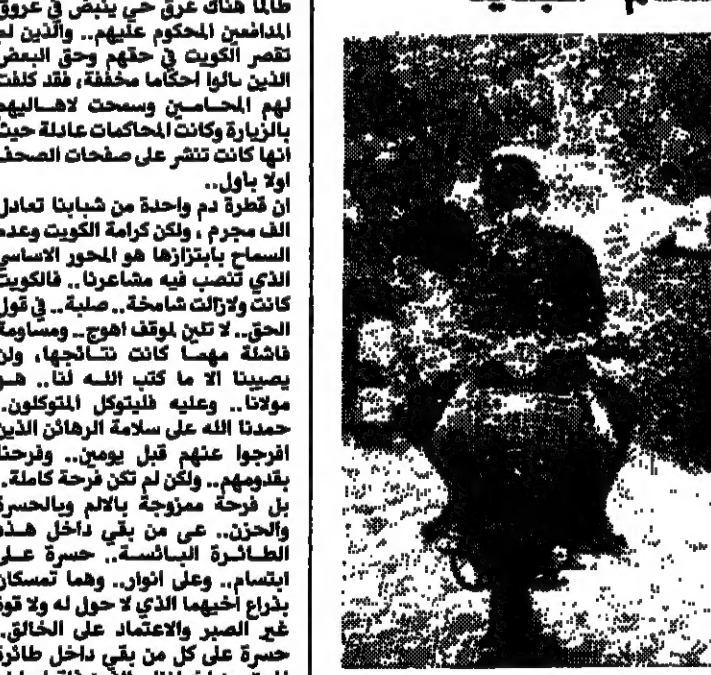 طالما هناك عرق حي ينبض في عروق
المدافعين المحكوم عليهم.. والذين لم
تقصر الكويت في حقهم وحق البعض
الذين نالوا احكاما مخففة، فقد كلفت
لهم المحامين وسمحت لاهاليهم
بالزيارة وكانت المحاكمات عادلة حيث
انها كانت تنشر على صفحات الصحف
اولا بأول..
ان قطرة دم واحدة من شبابنا تعادل
الف مجرم ، ولكن كرامة الكويت وعدم
السماح بابتزازها هو المحور الاساسي
الذي تنصب فيه مشاعرنا .. فالكويت
كانت ولازالت شامخة.. صلبة.. في قول
الحق.. لا تلين لموقف اهوج.. ومساومة
فاشلة مهما كانت نتائجها، ولن
يصيبنا الا ما كتب الله لنا.. هو
مولانا.. وعليه فليتوكل المتوكلون.
حمدنا الله على سلامة الرهائن الذين
افرجوا عنهم قبل يومين.. وفرحنا
بقدومهم.. ولكن لم تكن فرحة كاملة.
بل فرحة ممزوجة بالالم وبالحسرة
والحزن.. عى من بقي داخل هذه
الطائرة البائسة.. حسرة على
ابتسام.. وعلى انوار.. وهما تمسكان
بذراع اخيهما الذي لا حول له ولا قوة
غير الصبر والاعتماد على الخالق.
حسرة على كل من بقي داخل طائرة